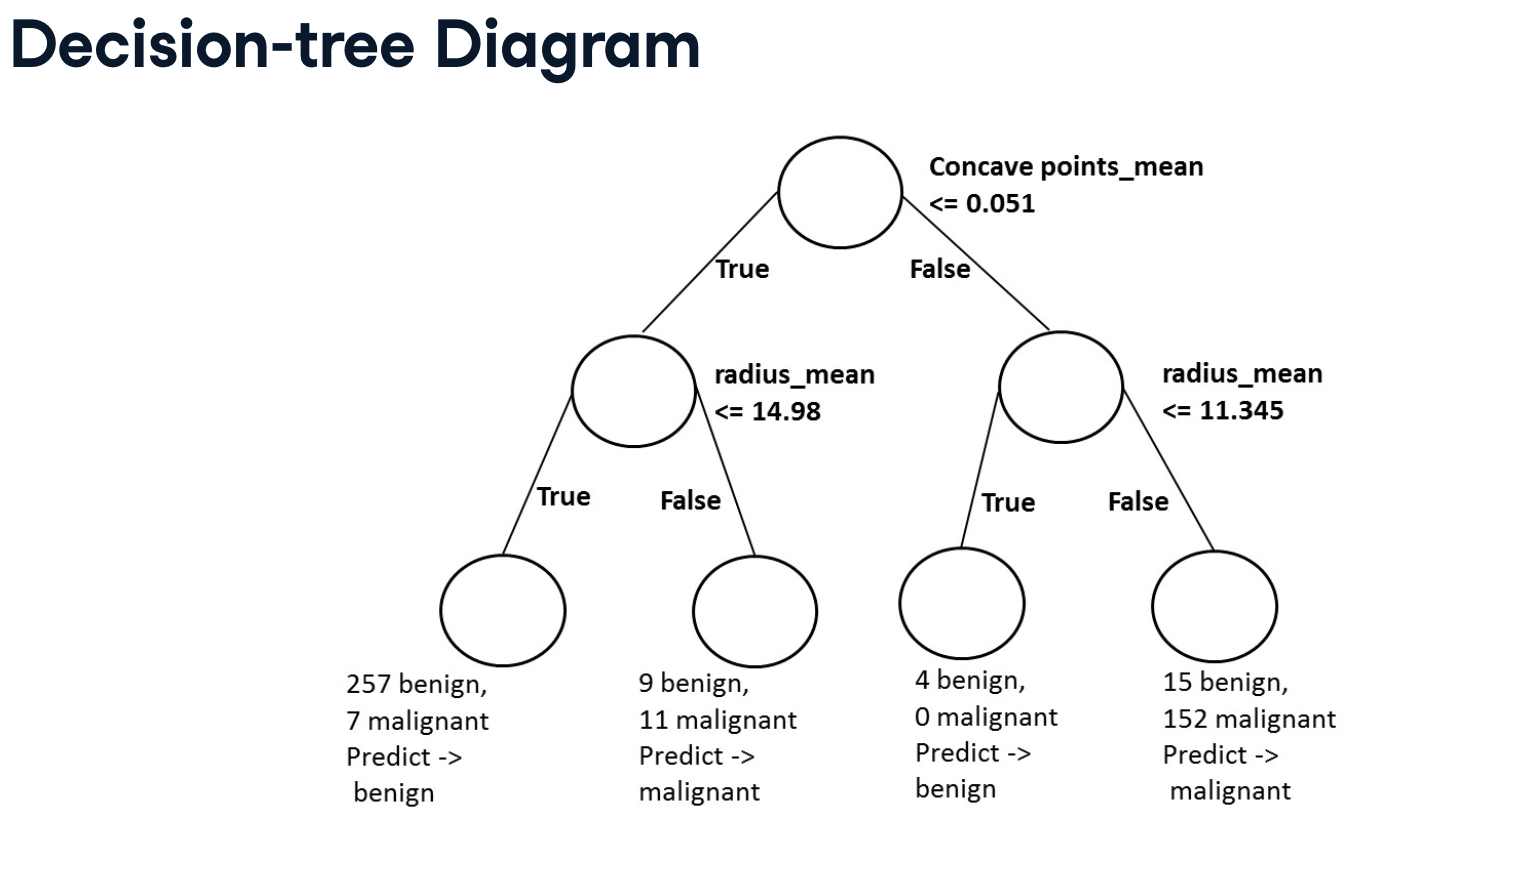 Decision-tree Diagram
Concave points_mean
<= 0.051
True
False
radius_mean
<= 14.98
radius_mean
<= 11.345
True
False
True
False
257 benign,
7 malignant
Predict ->
benign
9 benign,
11 malignant
Predict ->
malignant
4 benign,
0 malignant
Predict ->
benign
15 benign,
152 malignant
Predict ->
malignant